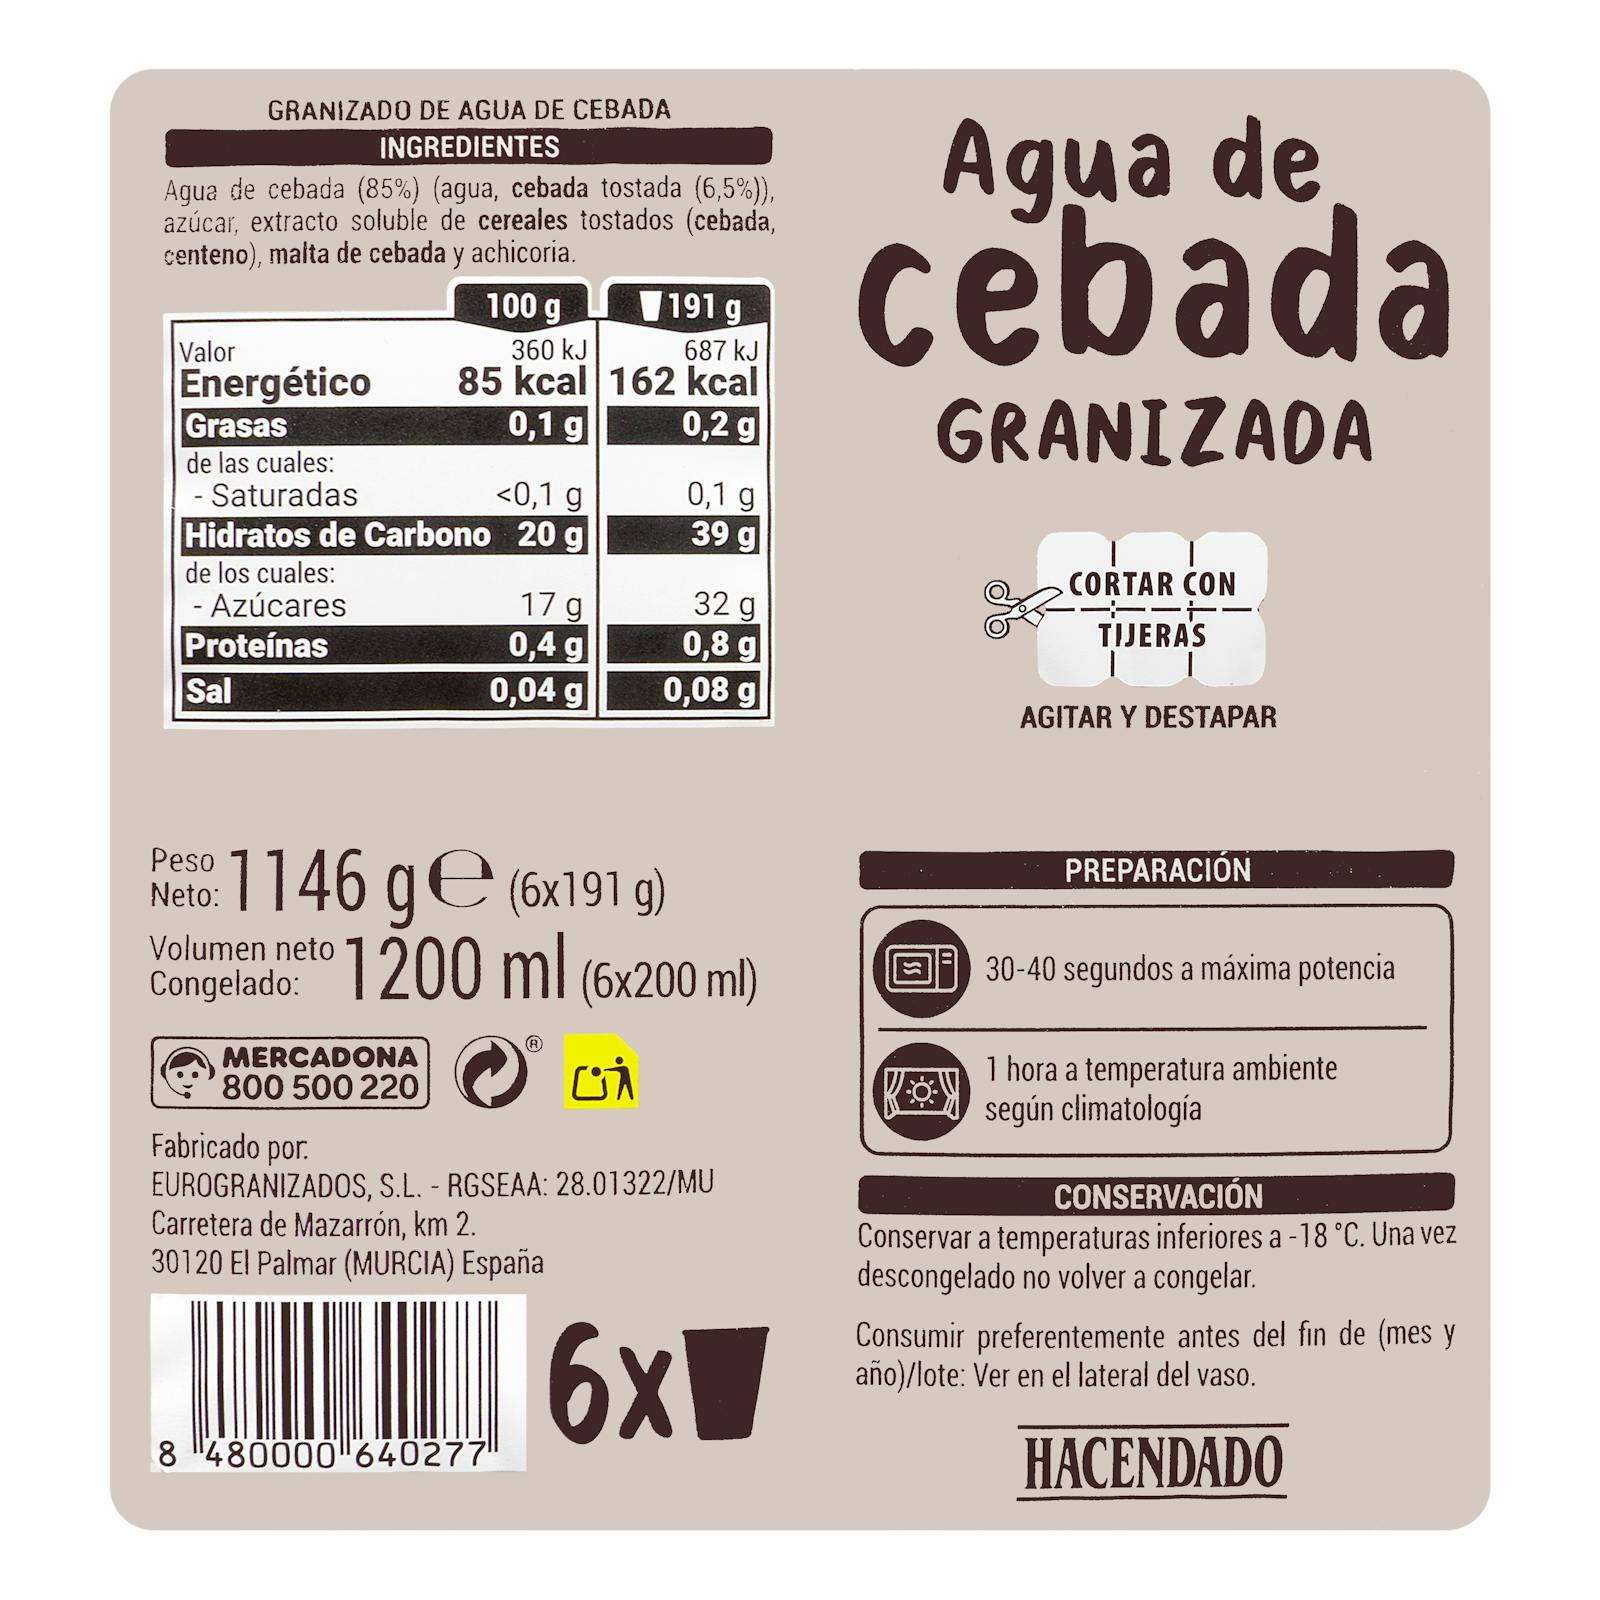 GRANIZADO DE AGUA DE CEBADA
INGREDIENTES
Agua de cebada (85%) (agua, cebada tostada (6,5%)),
azúcar, extracto soluble de cereales tostados (cebada,
centeno), malta de cebada y achicoria.
100 g 191 g
Valor 360 kJ 687 kJ
Energético 85 kcal 162 kcal
Grasas 0,1 g 0,2 g
de las cuales:
- Saturadas <0,1 g 0,1 g
Hidratos de Carbono 20 g 39 g
de los cuales:
- Azúcares 17 g 32 g
Proteínas 0,4 g 0,8 g
Sal 0,04 g 0,08 g
Agua de
cebada
GRANIZADA
CORTAR CON
TIJERAS
AGITAR Y DESTAPAR
Peso
Neto: 1146 g e (6x191 g)
Volumen neto
Congelado: 1200 ml (6x200 ml)
MERCADONA
800 500 220
®
Fabricado por:
EUROGRANIZADOS, S.L. - RGSEAA: 28.01322/MU
Carretera de Mazarrón, km 2.
30120 El Palmar (MURCIA) España
8 480000 640277
6x
PREPARACIÓN
30-40 segundos a máxima potencia
1 hora a temperatura ambiente
según climatología
CONSERVACIÓN
Conservar a temperaturas inferiores a -18 °C. Una vez
descongelado no volver a congelar.
Consumir preferentemente antes del fin de (mes y
año)/lote: Ver en el lateral del vaso.
HACENDADO